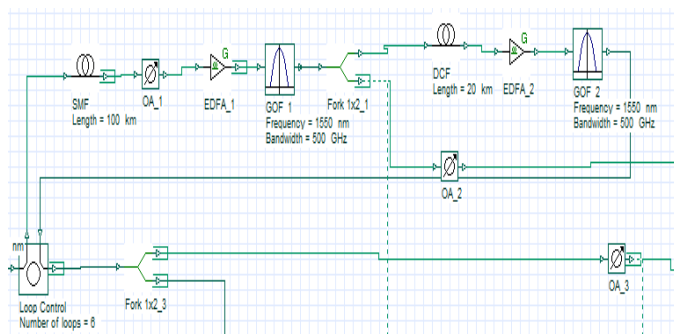 G
SMF
Length = 100 km
OA_1
EDFA_1
GOF 1
Frequency = 1550 nm
Bandwidth = 500 GHz
Fork 1x2_1
G
DCF
Length = 20 km
EDFA_2
GOF 2
Frequency = 1550 nm
Bandwidth = 500 GHz
OA_2
nm
Loop Control
Number of loops = 6
Fork 1x2_3
OA_3